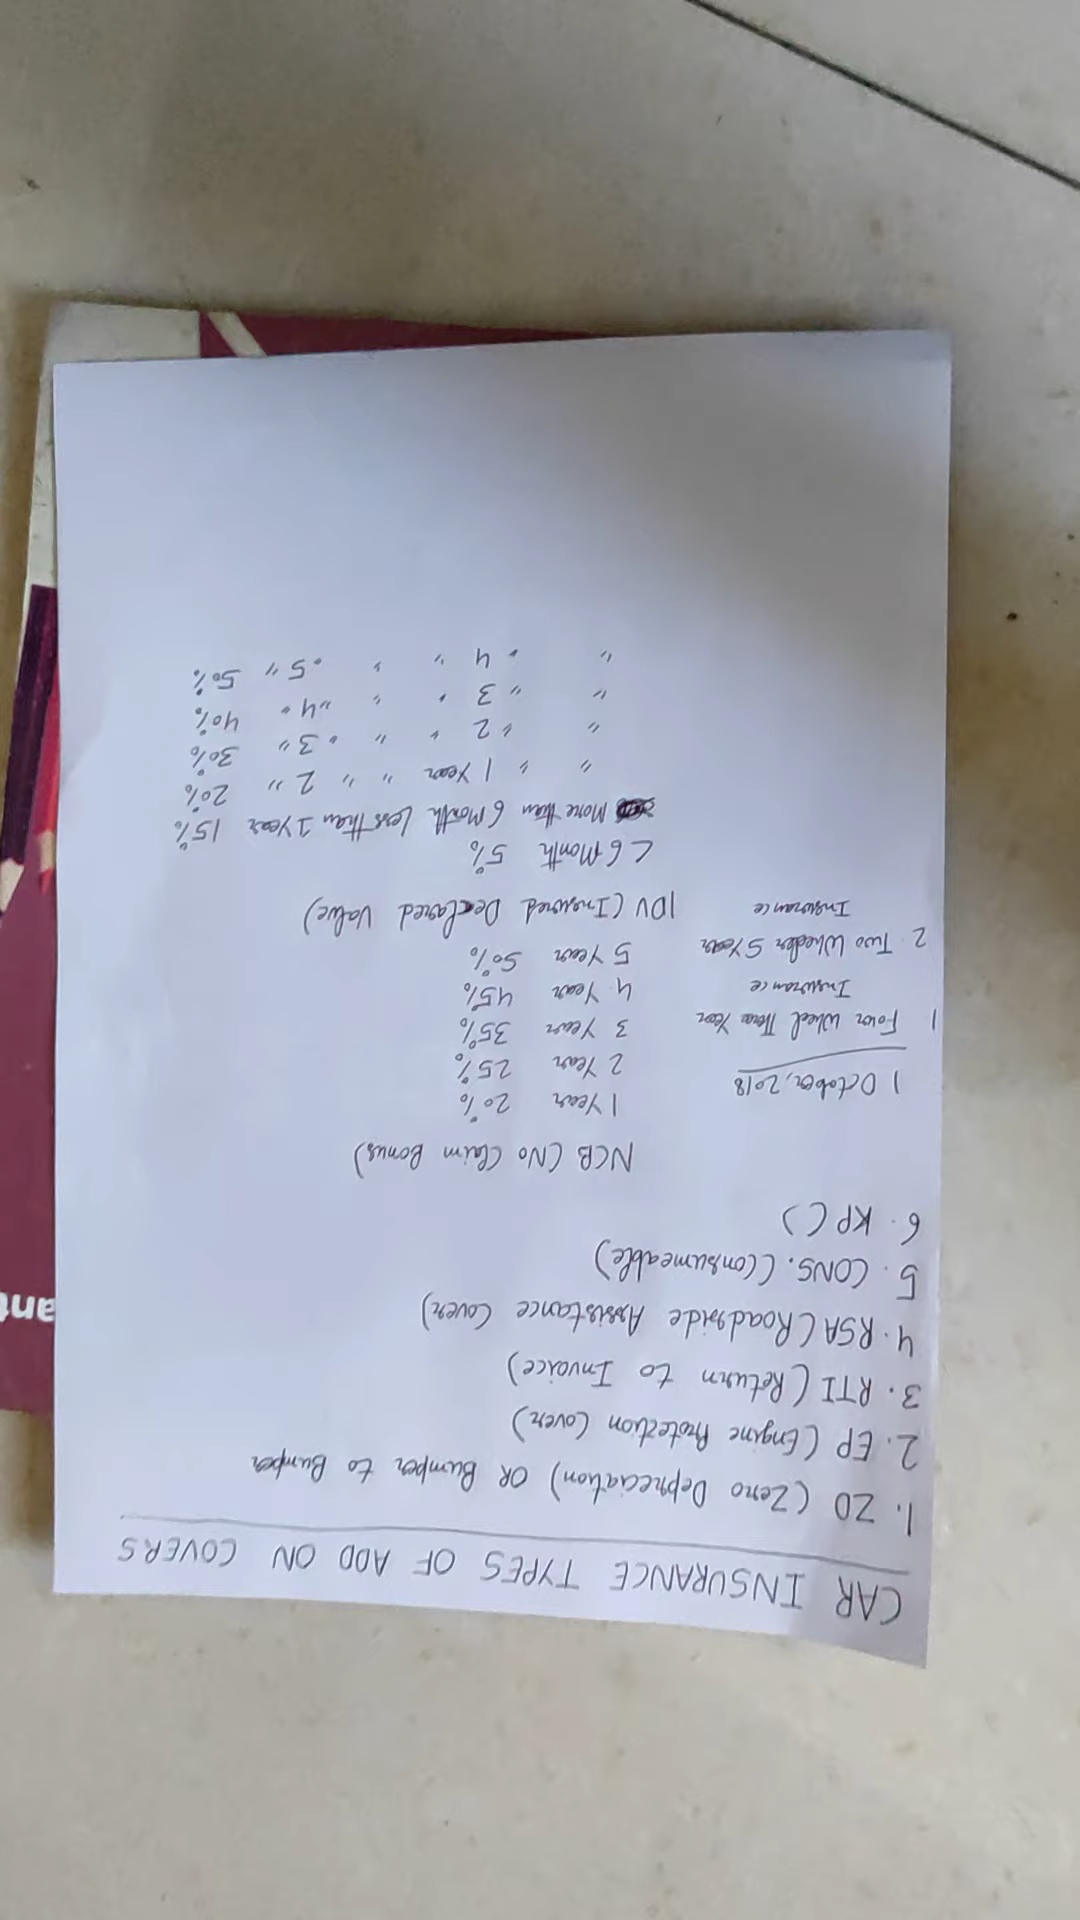 CAR INSURANCE TYPES OF ADD ON COVERS
1. ZD (Zero Depreciation) OR Bumper to Bumper
2. EP (Engine Protection Cover)
3. RTI (Return to Invoice)
4. RSA (Roadside Assistance Cover)
5. CONS. (Consumeable)
6. KP ( )
NCB (No Claim Bonus)
1 Year 20%
2 Year 25%
3 Year 35%
4 Year 45%
5 Year 50%
1 October, 2018
1 Four Wheel Year
Insurance
2. Two Wheeler 5 Year
Insurance
IDV (Insured Declared Value)
< 6 Month 5%
More than 6 Month Less than 1 Year 15%
" " 1 Year " " 2 " 20%
" " 2 " " " 3 " 30%
" " 3 " " " 4 " 40%
" " 4 " " " 5 " 50%
ant